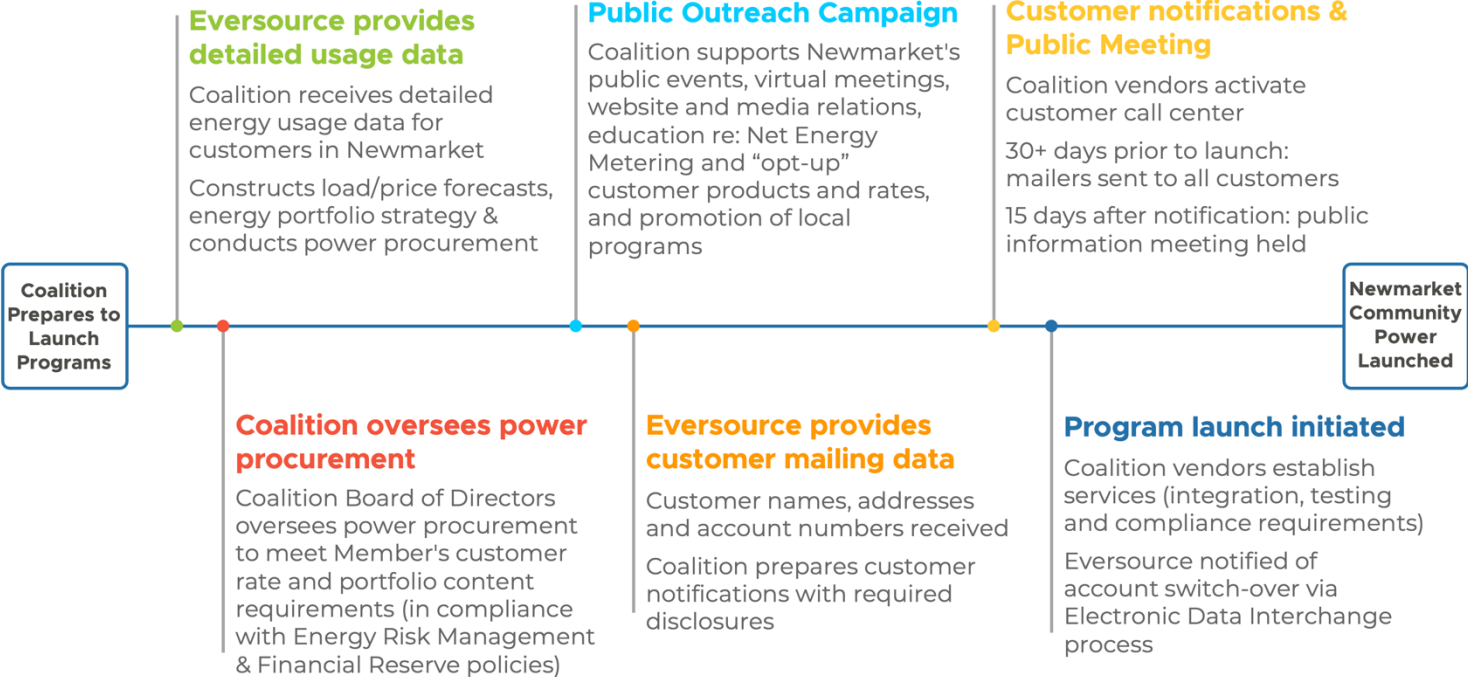 Eversource provides
detailed usage data
Coalition receives detailed
energy usage data for
customers in Newmarket
Constructs load/price forecasts,
energy portfolio strategy &
conducts power procurement
Public Outreach Campaign
Coalition supports Newmarket's
public events, virtual meetings,
website and media relations,
education re: Net Energy
Metering and “opt-up”
customer products and rates,
and promotion of local
programs
Customer notifications &
Public Meeting
Coalition vendors activate
customer call center
30+ days prior to launch:
mailers sent to all customers
15 days after notification: public
information meeting held
Coalition
Prepares to
Launch
Programs
Newmarket
Community
Power
Launched
Coalition oversees power
procurement
Coalition Board of Directors
oversees power procurement
to meet Member's customer
rate and portfolio content
requirements (in compliance
with Energy Risk Management
& Financial Reserve policies)
Eversource provides
customer mailing data
Customer names, addresses
and account numbers received
Coalition prepares customer
notifications with required
disclosures
Program launch initiated
Coalition vendors establish
services (integration, testing
and compliance requirements)
Eversource notified of
account switch-over via
Electronic Data Interchange
process